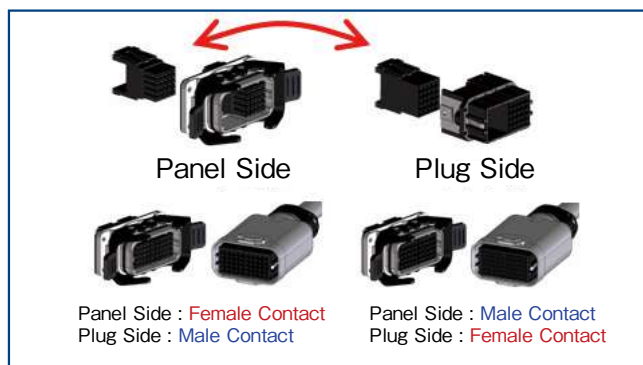 Panel Side
Plug Side
Panel Side : Female Contact
Plug Side : Male Contact
Panel Side : Male Contact
Plug Side : Female Contact